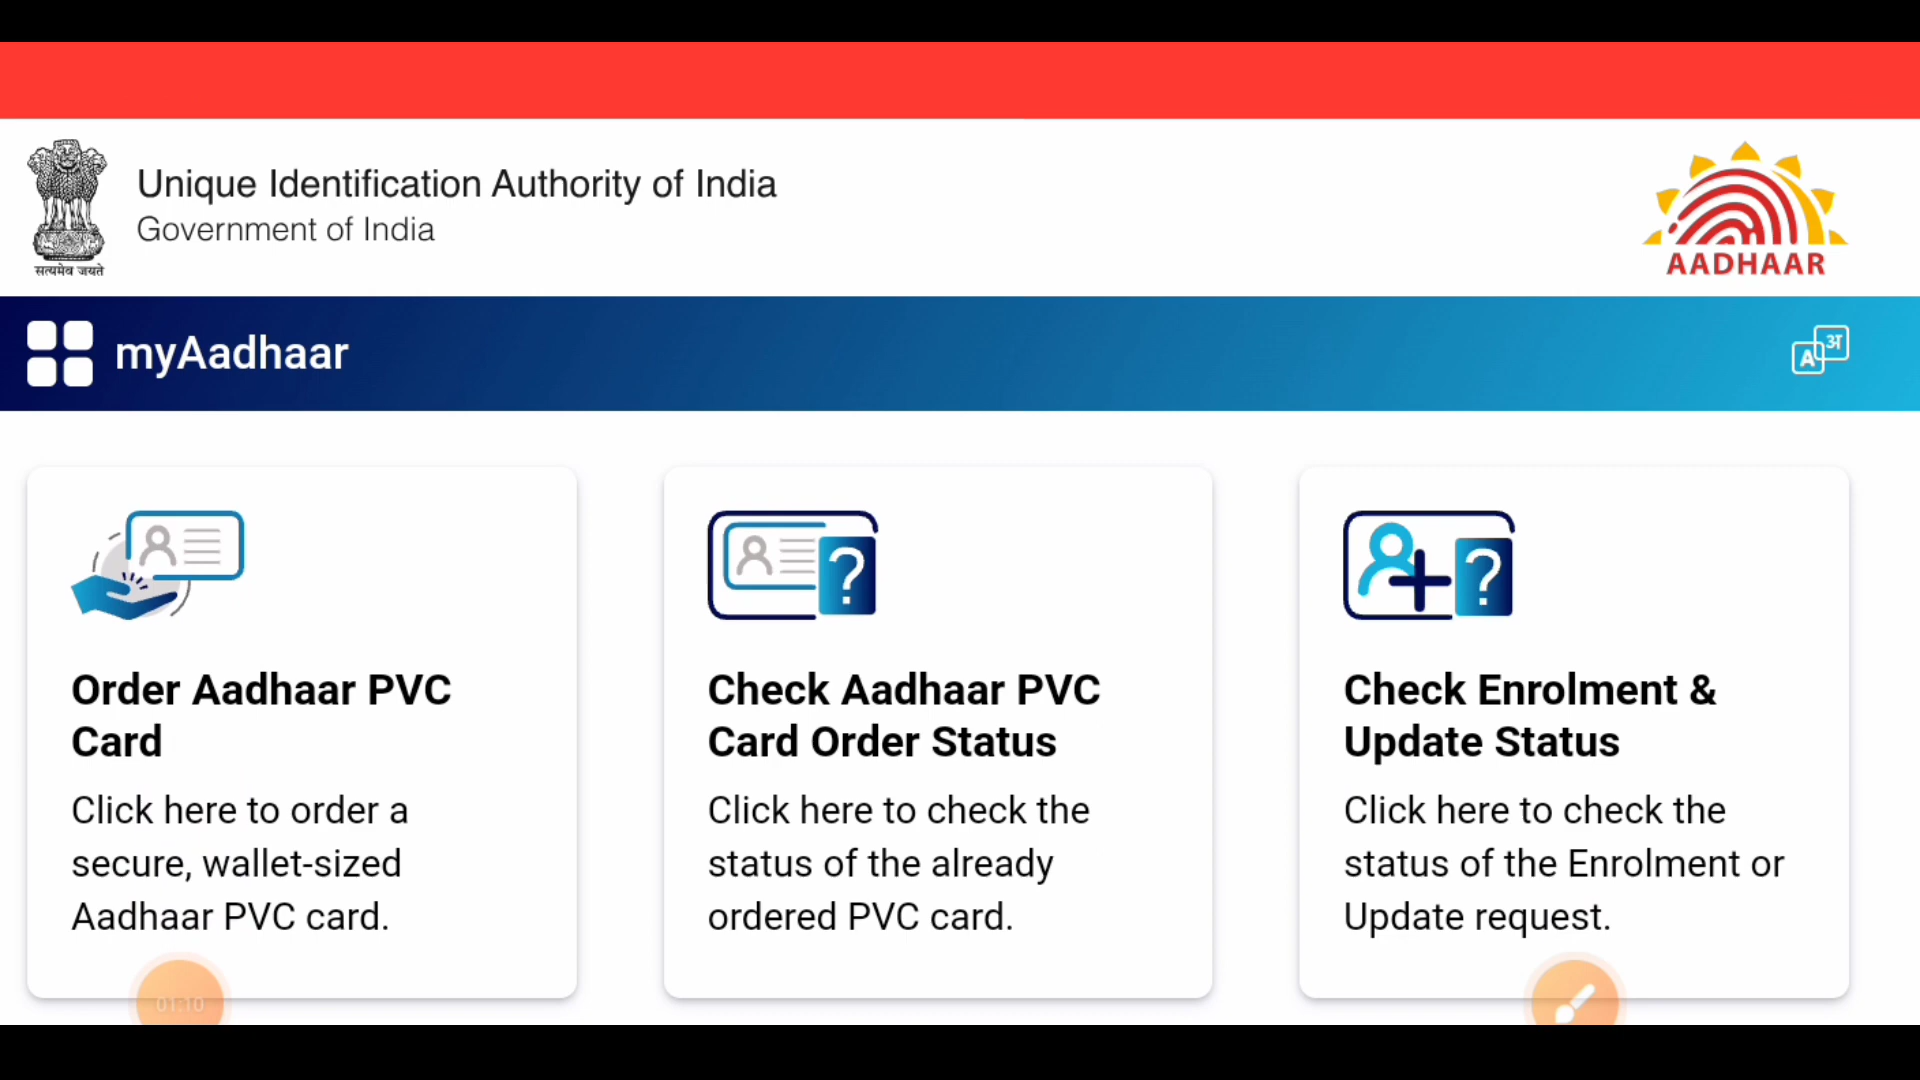 Unique Identification Authority of India
Government of India
सत्यमेव जयते
AADHAAR
myAadhaar
A अ
Order Aadhaar PVC
Card
Click here to order a
secure, wallet-sized
Aadhaar PVC card.
Check Aadhaar PVC
Card Order Status
Click here to check the
status of the already
ordered PVC card.
Check Enrolment &
Update Status
Click here to check the
status of the Enrolment or
Update request.
01:10